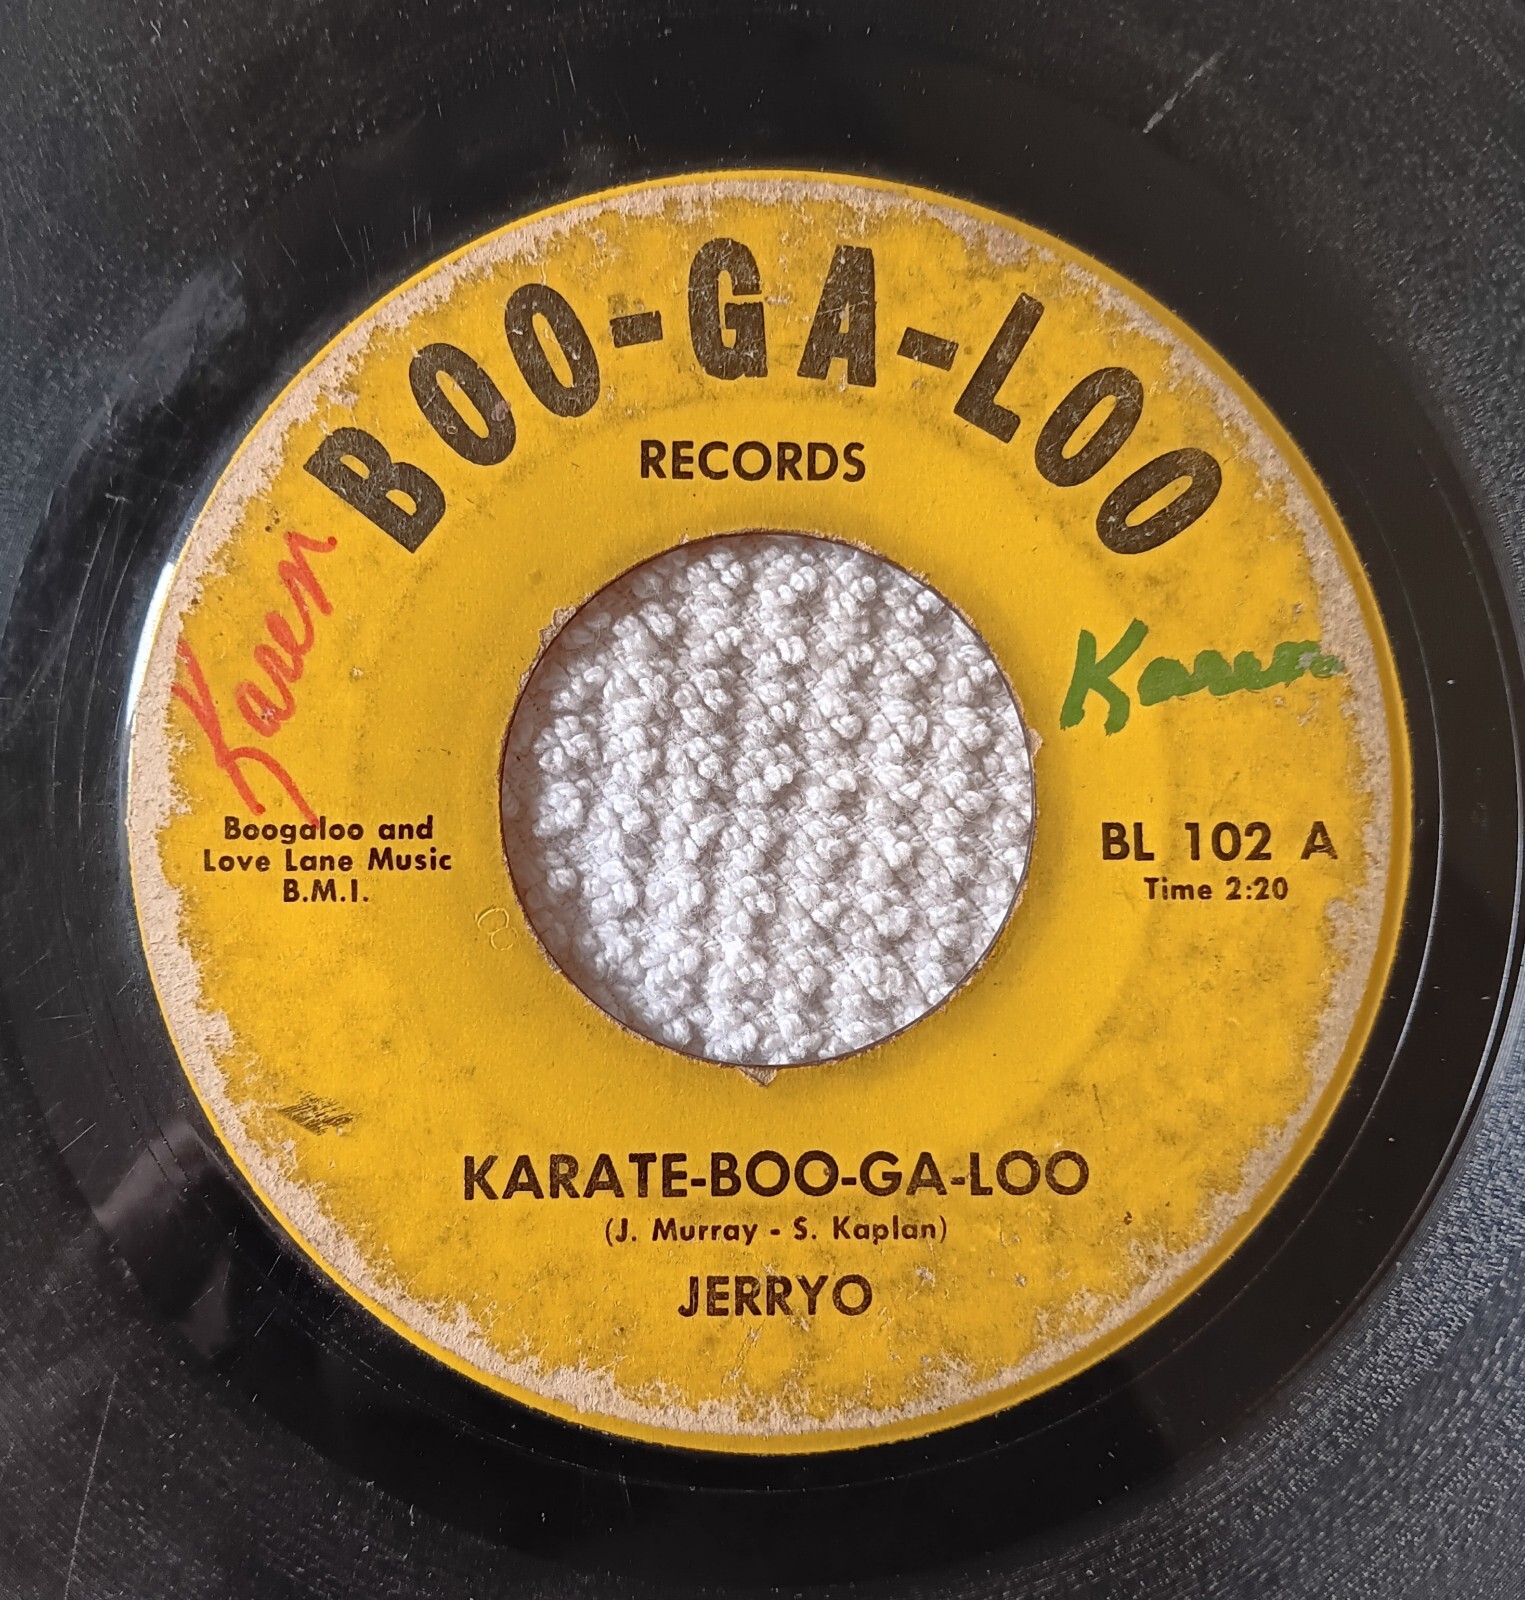 BOO-GA-LOO
RECORDS
Karen
Karen
Boogaloo and
Love Lane Music
B.M.I.
BL 102 A
Time 2:20
KARATE-BOO-GA-LOO
(J. Murray - S. Kaplan)
JERRYO